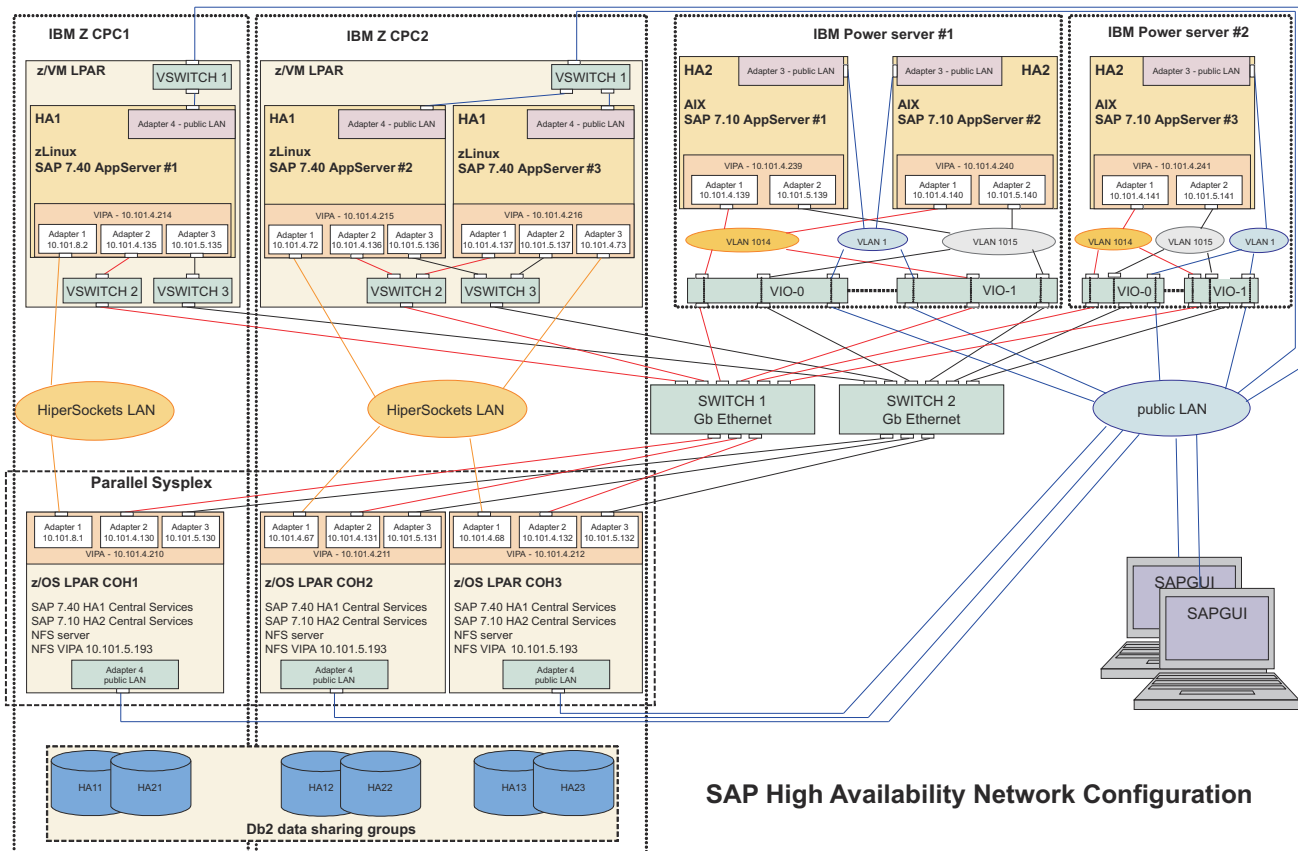 IBM Z CPC1
z/VM LPAR
VSWITCH 1
HA1
Adapter 4 - public LAN
zLinux
SAP 7.40 AppServer #1
VIPA - 10.101.4.214
Adapter 1
10.101.8.2
Adapter 2
10.101.4.135
Adapter 3
10.101.5.135
VSWITCH 2
VSWITCH 3
IBM Z CPC2
z/VM LPAR
VSWITCH 1
HA1
Adapter 4 - public LAN
zLinux
SAP 7.40 AppServer #2
VIPA - 10.101.4.215
Adapter 1
10.101.4.72
Adapter 2
10.101.4.136
Adapter 3
10.101.5.136
HA1
Adapter 4 - public LAN
zLinux
SAP 7.40 AppServer #3
VIPA - 10.101.4.216
Adapter 1
10.101.4.137
Adapter 2
10.101.5.137
Adapter 3
10.101.4.73
VSWITCH 2
VSWITCH 3
IBM Power server #1
HA2
Adapter 3 - public LAN
AIX
SAP 7.10 AppServer #1
VIPA - 10.101.4.239
Adapter 1
10.101.4.139
Adapter 2
10.101.5.139
Adapter 3 - public LAN
HA2
AIX
SAP 7.10 AppServer #2
VIPA - 10.101.4.240
Adapter 1
10.101.4.140
Adapter 2
10.101.5.140
VLAN 1014
VLAN 1
VLAN 1015
VIO-0
VIO-1
IBM Power server #2
HA2
Adapter 3 - public LAN
AIX
SAP 7.10 AppServer #3
VIPA - 10.101.4.241
Adapter 1
10.101.4.141
Adapter 2
10.101.5.141
VLAN 1014
VLAN 1015
VLAN 1
VIO-0
VIO-1
HiperSockets LAN
HiperSockets LAN
SWITCH 1
Gb Ethernet
SWITCH 2
Gb Ethernet
public LAN
Parallel Sysplex
Adapter 1
10.101.8.1
Adapter 2
10.101.4.130
Adapter 3
10.101.5.130
VIPA - 10.101.4.210
z/OS LPAR COH1
SAP 7.40 HA1 Central Services
SAP 7.10 HA2 Central Services
NFS server
NFS VIPA 10.101.5.193
Adapter 4
public LAN
Adapter 1
10.101.4.67
Adapter 2
10.101.4.131
Adapter 3
10.101.5.131
VIPA - 10.101.4.211
z/OS LPAR COH2
SAP 7.40 HA1 Central Services
SAP 7.10 HA2 Central Services
NFS server
NFS VIPA 10.101.5.193
Adapter 4
public LAN
Adapter 1
10.101.4.68
Adapter 2
10.101.4.132
Adapter 3
10.101.5.132
VIPA - 10.101.4.212
z/OS LPAR COH3
SAP 7.40 HA1 Central Services
SAP 7.10 HA2 Central Services
NFS server
NFS VIPA 10.101.5.193
Adapter 4
public LAN
SAPGUI
SAPGUI
HA11
HA21
HA12
HA22
HA13
HA23
Db2 data sharing groups
SAP High Availability Network Configuration